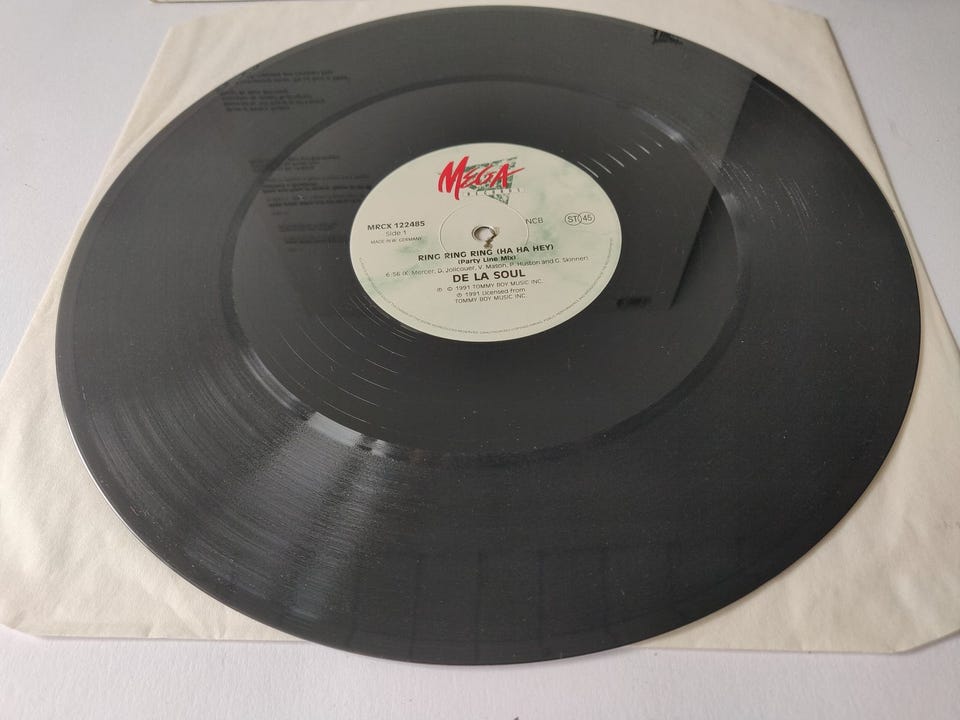 MEGA
RECORDS
MRCX 122485
Side 1
MADE IN W. GERMANY
NCB
ST 45
RING RING RING (HA HA HEY)
(Party Line Mix)
6:56 (K. Mercer, D. Jolicouer, V. Mason, P. Huston and C. Skinner)
DE LA SOUL
℗ © 1991 TOMMY BOY MUSIC INC.
℗ 1991 Licensed from
TOMMY BOY MUSIC INC.